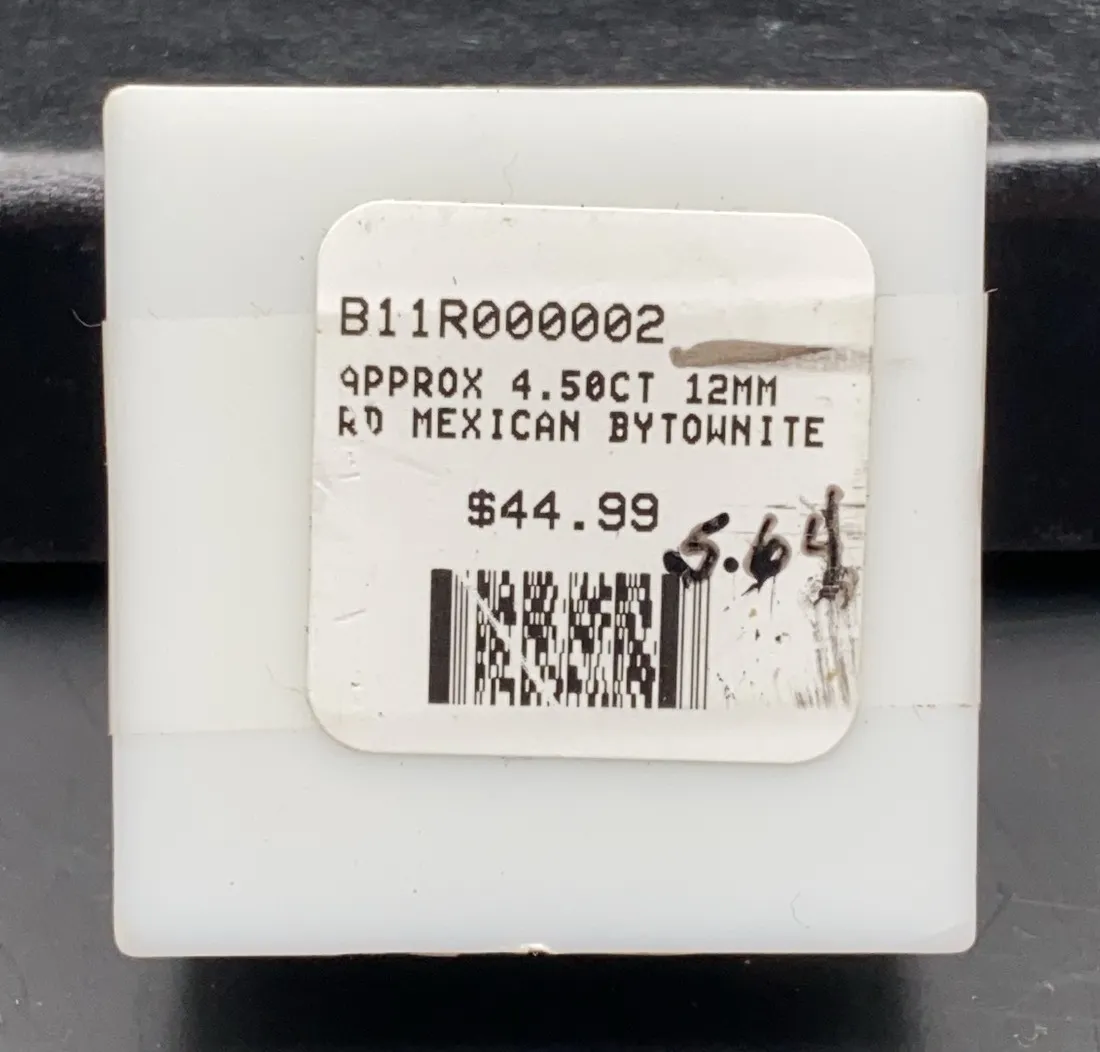 B11R000002
APPROX 4.50CT 12MM
RD MEXICAN BYTOWNITE
$44.99
5.64